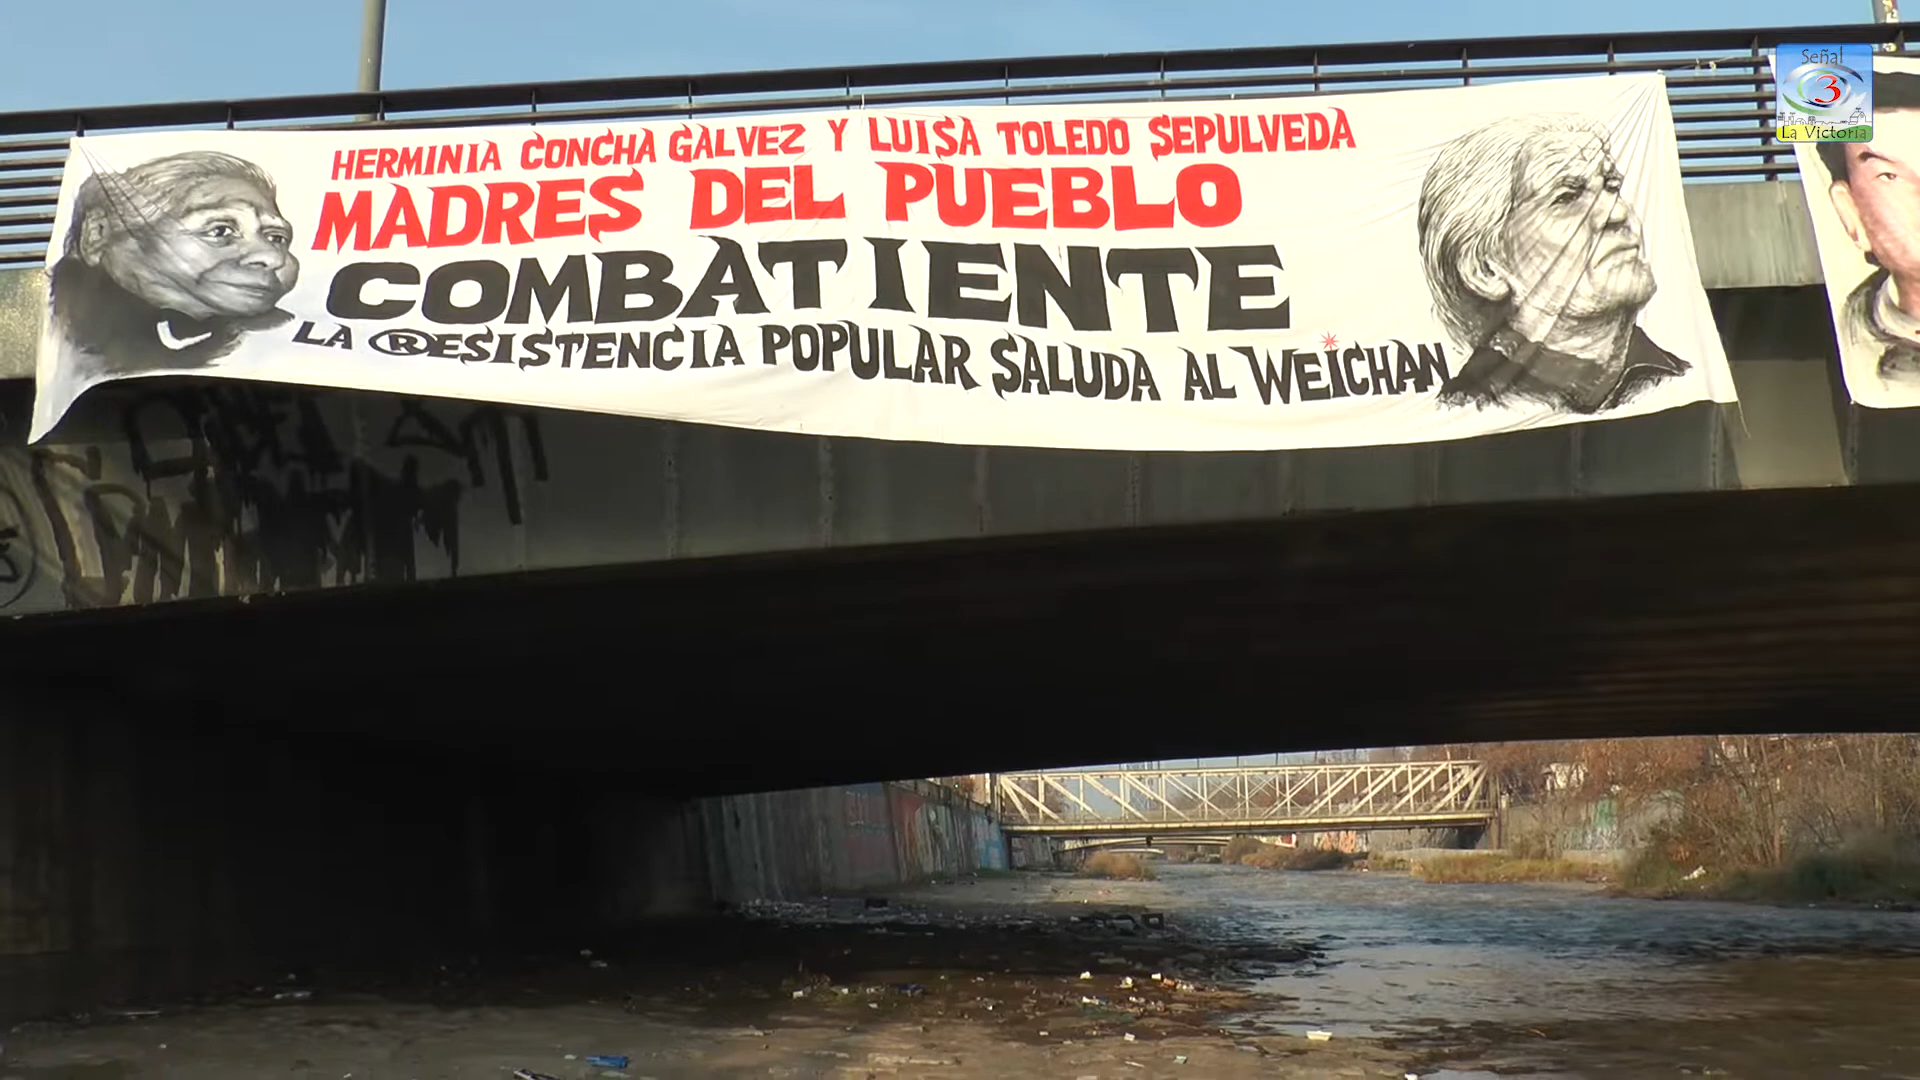 HERMINIA CONCHA GALVEZ Y LUISA TOLEDO SEPULVEDA
MADRES DEL PUEBLO
COMBATIENTE
LA RESISTENCIA POPULAR SALUDA AL WEICHAN
Señal
3
La Victoria